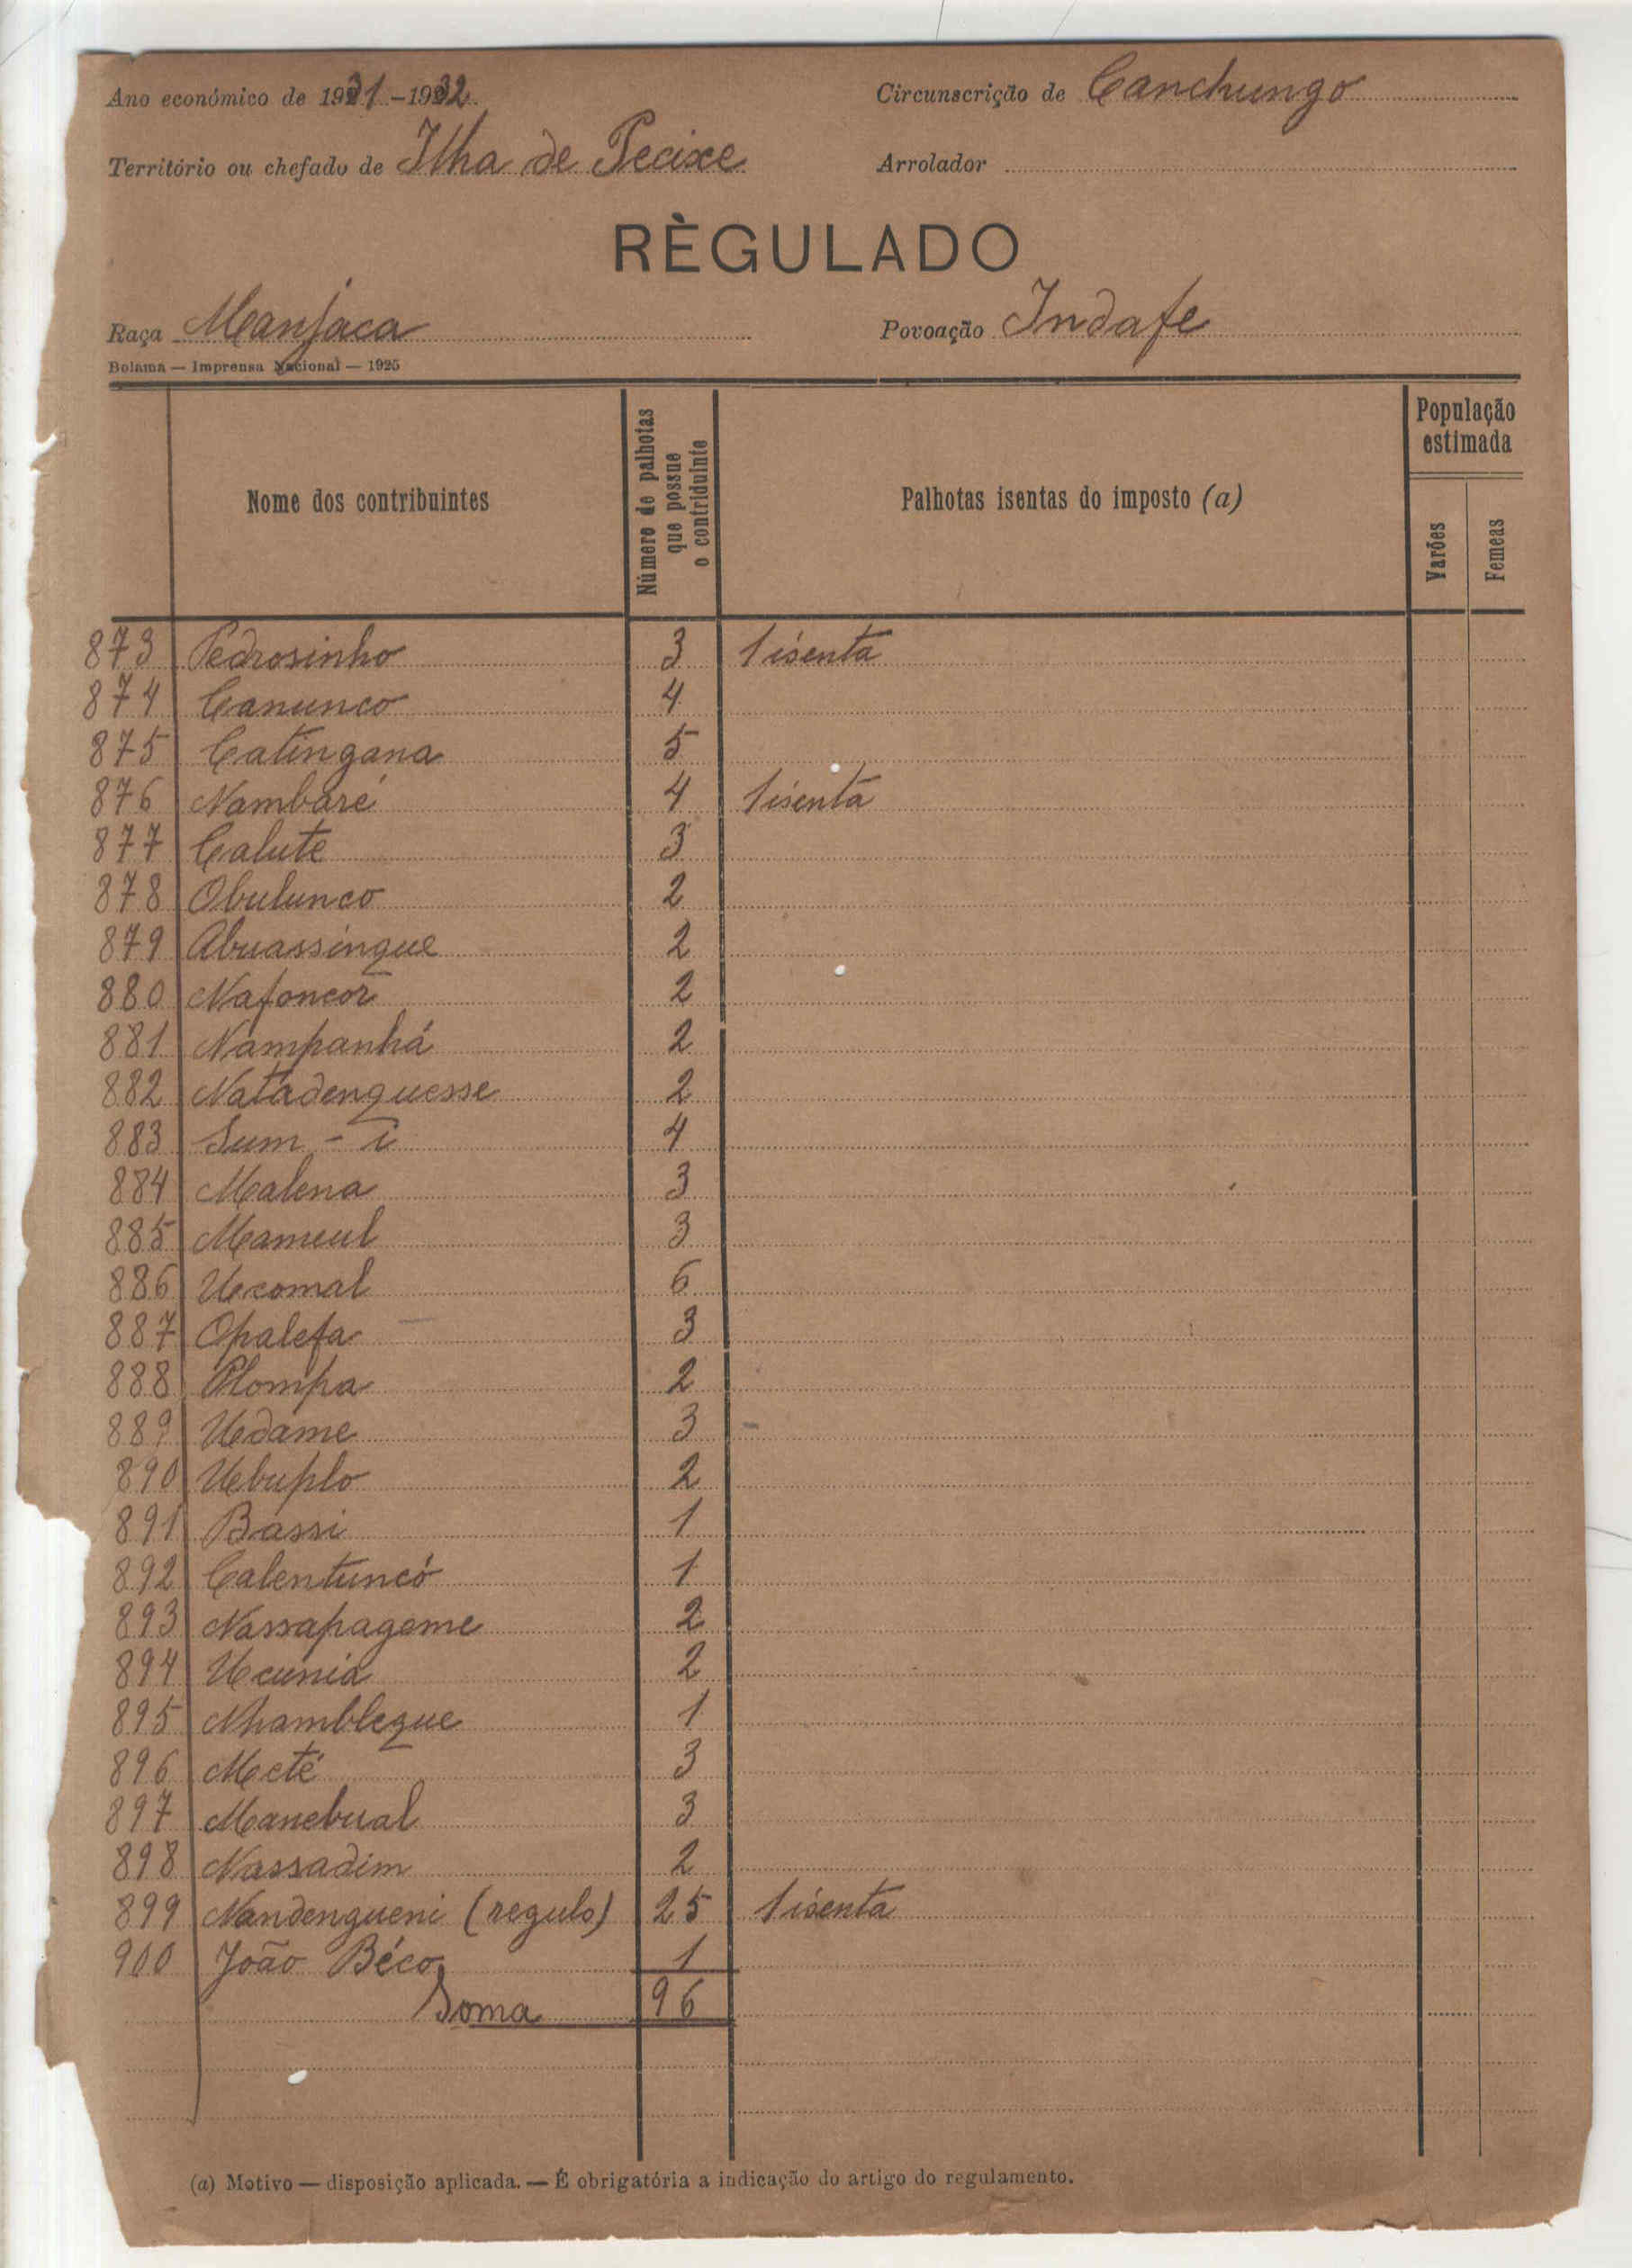 Ano económico de 1931-1932
Circunscrição de Canchungo
Território ou chefado de Ilha de Pecixe
Arrolador
RÈGULADO
Raça Manjaca
Povoação Indafe
Bolama — Imprensa Nacional — 1925
Nome dos contribuintes
Número de palhotas
que possue
o contriduinte
Palhotas isentas do imposto (a)
População
estimada
Varões
Femeas
873 Pedrosinho 3 1 isenta
874 Canunco 4
875 Catingana 5
876 Nambaré 4 1 isenta
877 Calute 3
878 Obulunco 2
879 Abuassingue 2
880 Nafoncor 2
881 Nampanhá 2
882 Natadenguesse 2
883 Sum - i 4
884 Malena 3
885 Mameul 3
886 Ucomal 6
887 Opalefa 3
888 Plompa 2
889 Uedame 3
890 Uebuplo 2
891 Bassi 1
892 Calentuncó 1
893 Nassapageme 2
894 Ucunia 2
895 Nhamblegue 1
896 Meté 3
897 Manebual 3
898 Nassadim 2
899 Nandengueni (regulo) 25 1 isenta
900 João Béco 1
Soma 96
(a) Motivo — disposição aplicada. — É obrigatória a indicação do artigo do regulamento.